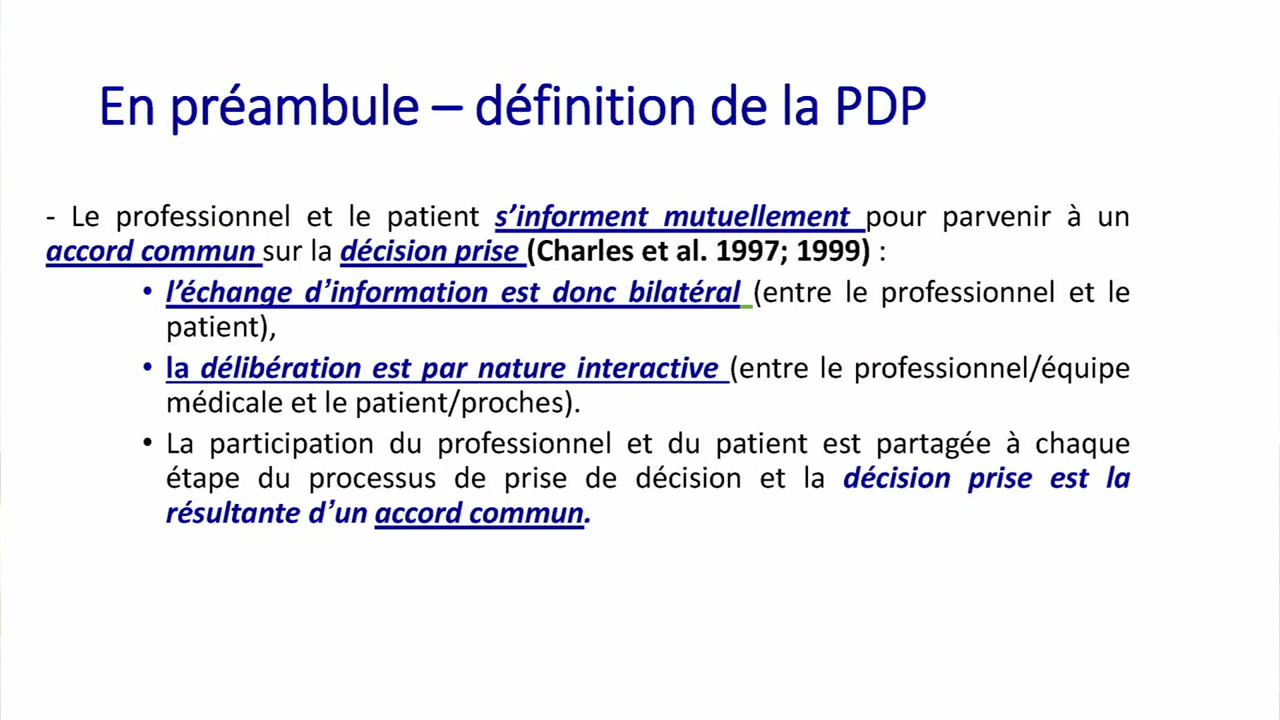 En préambule – définition de la PDP
- Le professionnel et le patient s’informent mutuellement pour parvenir à un
accord commun sur la décision prise (Charles et al. 1997; 1999) :
• l’échange d’information est donc bilatéral (entre le professionnel et le
patient),
• la délibération est par nature interactive (entre le professionnel/équipe
médicale et le patient/proches).
• La participation du professionnel et du patient est partagée à chaque
étape du processus de prise de décision et la décision prise est la
résultante d’un accord commun.